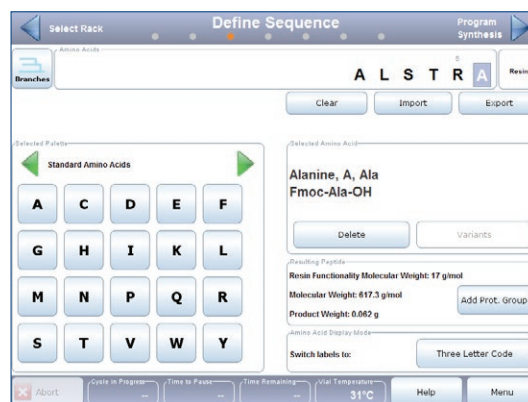 Select Rack
Define Sequence
Program
Synthesis
Branches
Amino Acids
5
A L S T R A
Resin
Clear
Import
Export
Selected Palette
Standard Amino Acids
A C D E F
G H I K L
M N P Q R
S T V W Y
Selected Amino Acid
Alanine, A, Ala
Fmoc-Ala-OH
Delete
Variants
Resulting Peptide
Resin Functionality Molecular Weight: 17 g/mol
Molecular Weight: 617.3 g/mol
Product Weight: 0.062 g
Add Prot. Group
Amino Acid Display Mode
Switch labels to:
Three Letter Code
Abort
Cycle in Progress
--
Time to Pause
--
Time Remaining
--
Vial Temperature
31°C
Help
Menu